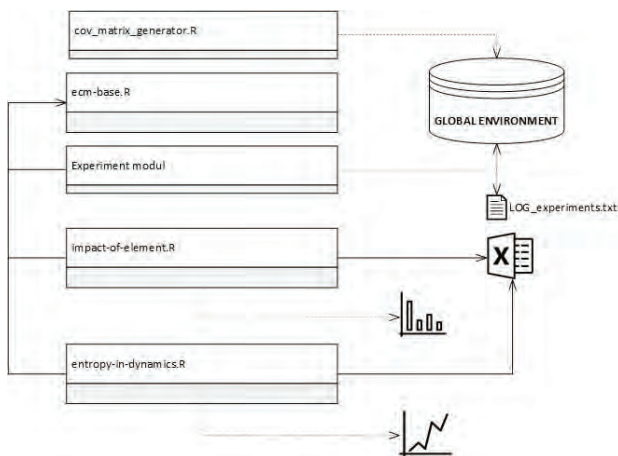 cov_matrix_generator.R
ecm-base.R
GLOBAL ENVIRONMENT
Experiment modul
LOG_experiments.txt
impact-of-element.R
X
entropy-in-dynamics.R